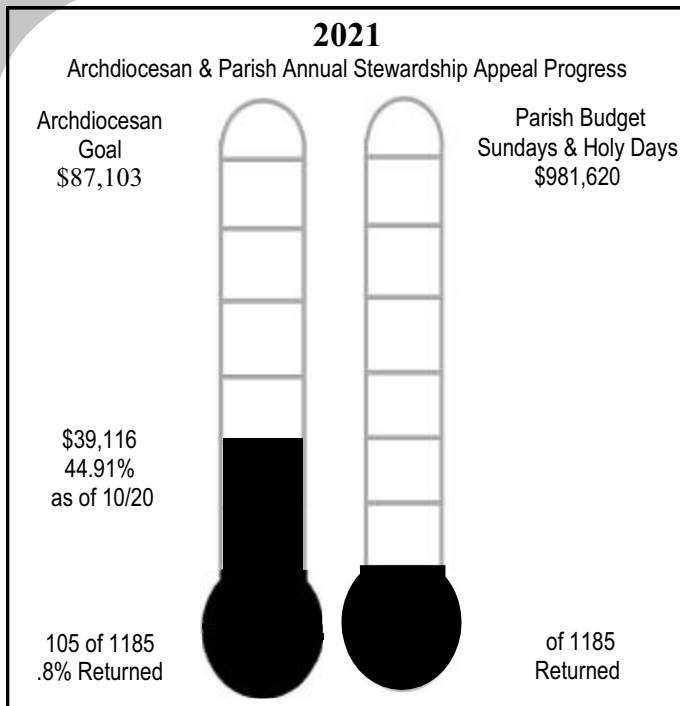 2021
Archdiocesan & Parish Annual Stewardship Appeal Progress
Archdiocesan
Goal
$87,103
Parish Budget
Sundays & Holy Days
$981,620
$39,116
44.91%
as of 10/20
105 of 1185
.8% Returned
of 1185
Returned